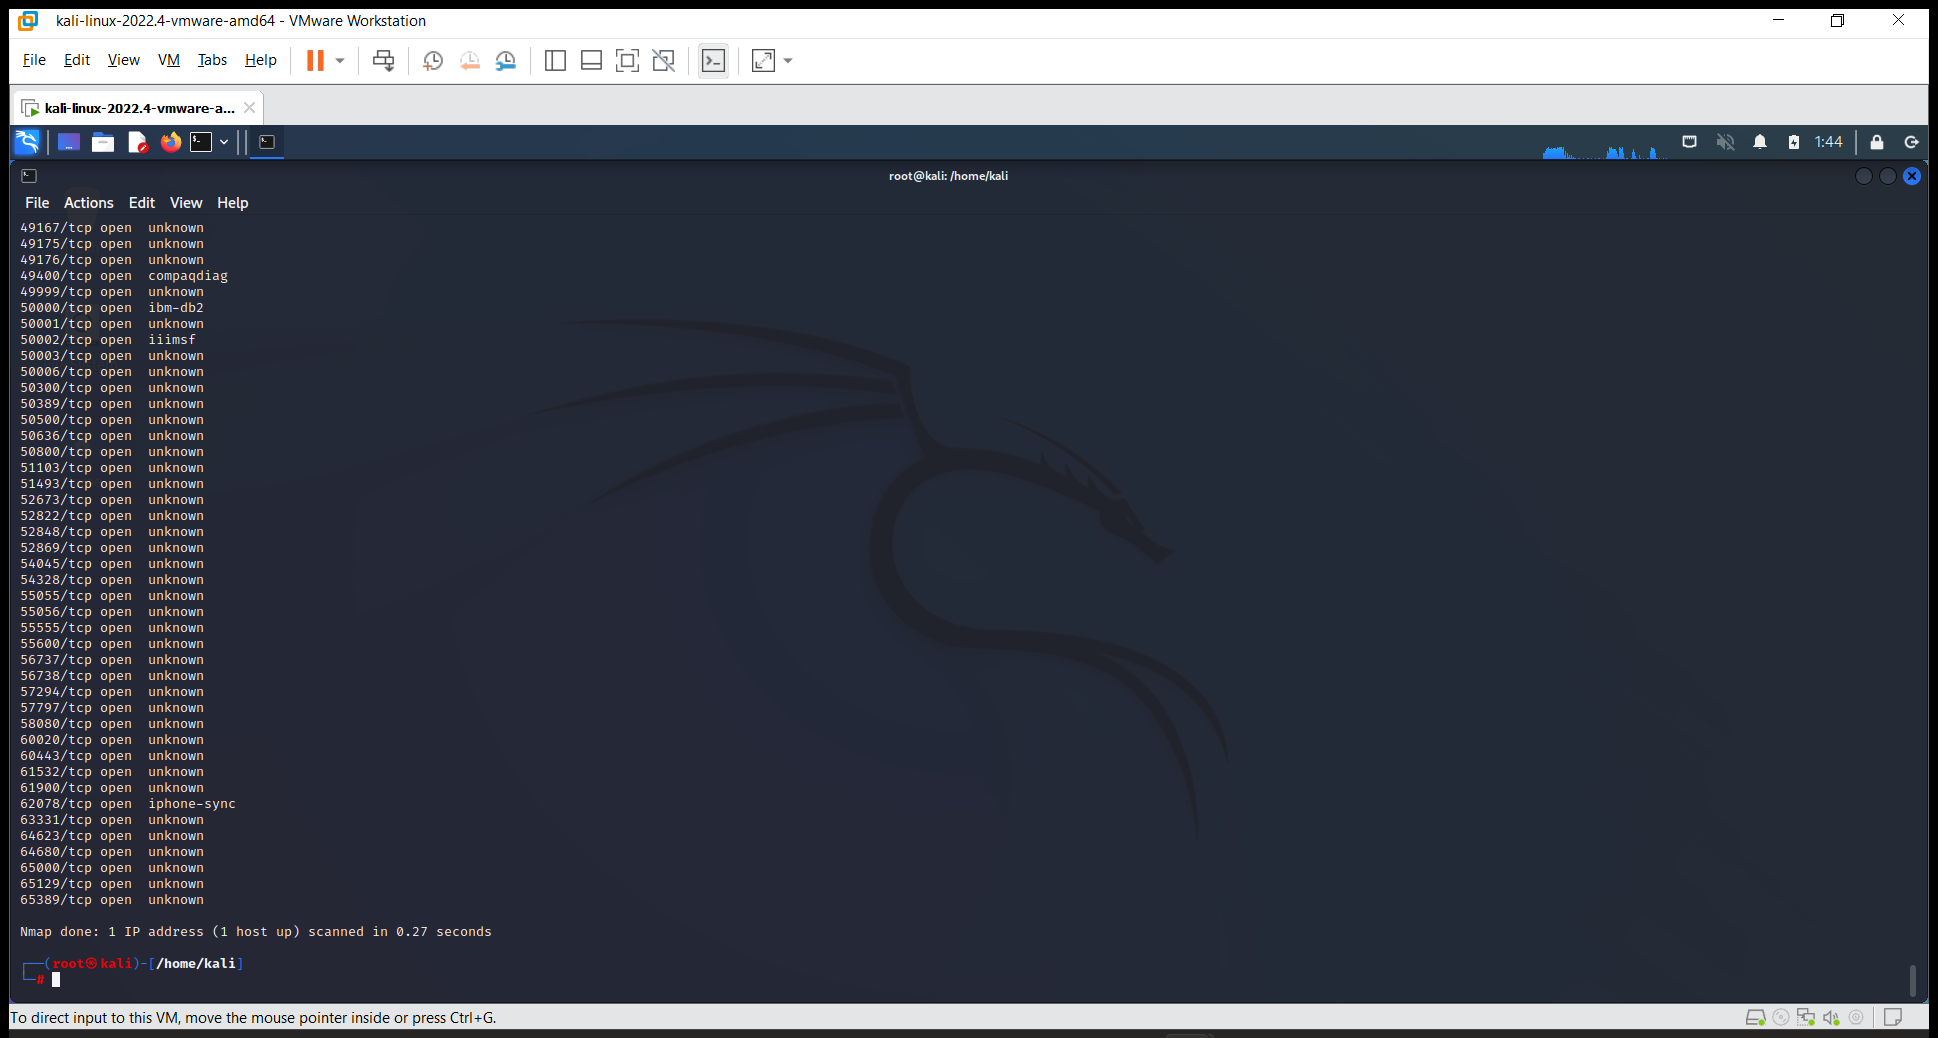 kali-linux-2022.4-vmware-amd64 - VMware Workstation
File Edit View VM Tabs Help
kali-linux-2022.4-vmware-a...
1:44
root@kali: /home/kali
File Actions Edit View Help
49167/tcp open  unknown
49175/tcp open  unknown
49176/tcp open  unknown
49400/tcp open  compaqdiag
49999/tcp open  unknown
50000/tcp open  ibm-db2
50001/tcp open  unknown
50002/tcp open  iiimsf
50003/tcp open  unknown
50006/tcp open  unknown
50300/tcp open  unknown
50389/tcp open  unknown
50500/tcp open  unknown
50636/tcp open  unknown
50800/tcp open  unknown
51103/tcp open  unknown
51493/tcp open  unknown
52673/tcp open  unknown
52822/tcp open  unknown
52848/tcp open  unknown
52869/tcp open  unknown
54045/tcp open  unknown
54328/tcp open  unknown
55055/tcp open  unknown
55056/tcp open  unknown
55555/tcp open  unknown
55600/tcp open  unknown
56737/tcp open  unknown
56738/tcp open  unknown
57294/tcp open  unknown
57797/tcp open  unknown
58080/tcp open  unknown
60020/tcp open  unknown
60443/tcp open  unknown
61532/tcp open  unknown
61900/tcp open  unknown
62078/tcp open  iphone-sync
63331/tcp open  unknown
64623/tcp open  unknown
64680/tcp open  unknown
65000/tcp open  unknown
65129/tcp open  unknown
65389/tcp open  unknown
Nmap done: 1 IP address (1 host up) scanned in 0.27 seconds
┌──(root㉿kali)-[/home/kali]
└─#
To direct input to this VM, move the mouse pointer inside or press Ctrl+G.